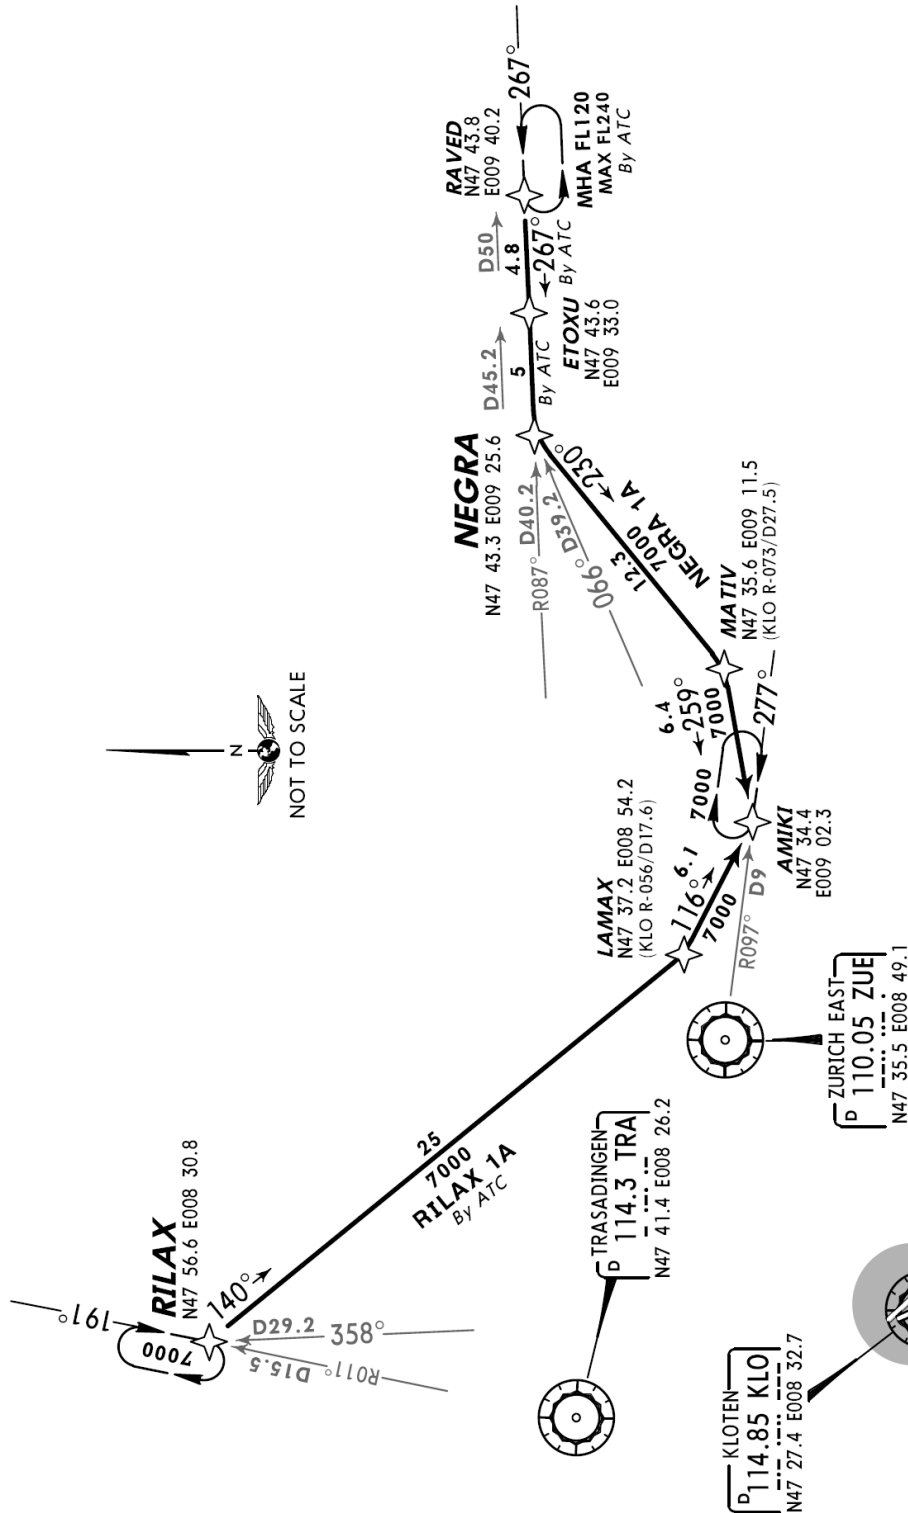 RAVED
N47 43.8
E009 40.2
267°
MHA FL120
MAX FL240
By ATC
D50
4.8
267°
By ATC
ETOXU
N47 43.6
E009 33.0
D45.2
5
By ATC
NEGRA
N47 43.3 E009 25.6
R087° D40.2
066° D39.2
230°
12.3
7000
NEGRA 1A
MATIV
N47 35.6 E009 11.5
(KLO R-073/D27.5)
6.4
259°
7000
277°
7000
AMIKI
N47 34.4
E009 02.3
N
NOT TO SCALE
LAMAX
N47 37.2 E008 54.2
(KLO R-056/D17.6)
116°
6.1
7000
R097° D9
ZURICH EAST
D 110.05 ZUE
N47 35.5 E008 49.1
RILAX
N47 56.6 E008 30.8
191°
7000
140°
25
7000
RILAX 1A
By ATC
D29.2 358°
D15.5 R011°
TRASADINGEN
D 114.3 TRA
N47 41.4 E008 26.2
KLOTEN
D 114.85 KLO
N47 27.4 E008 32.7